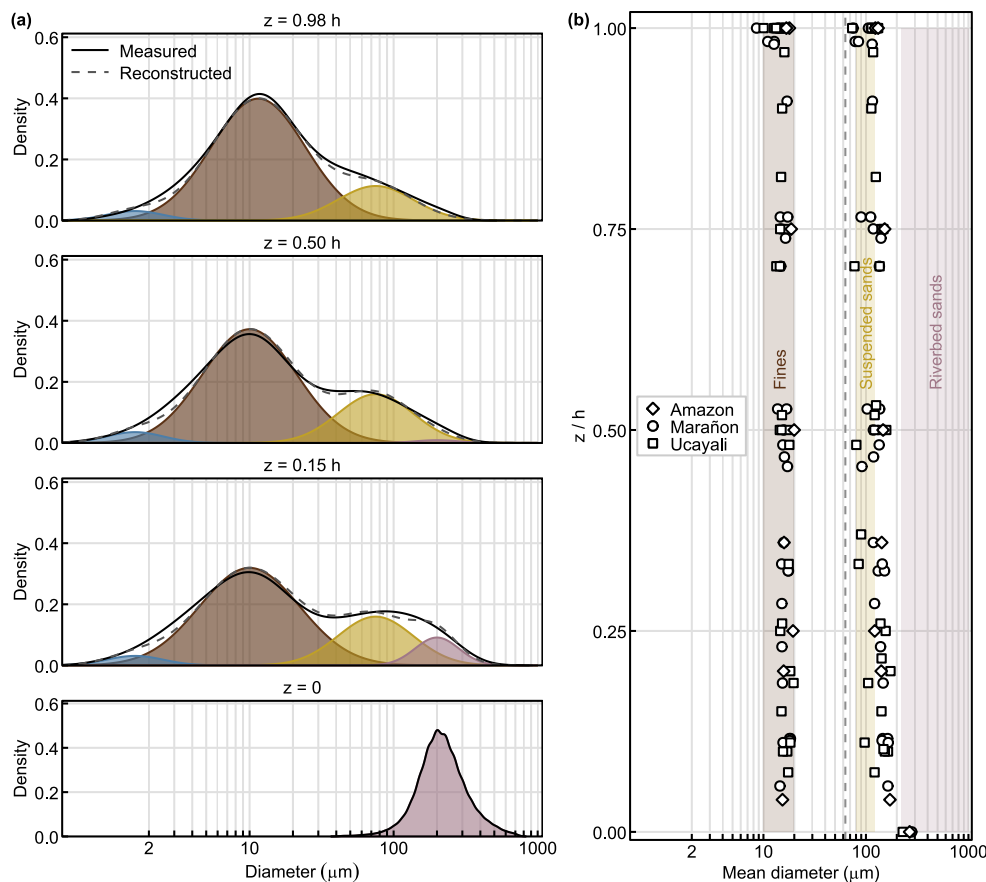 (a)
z = 0.98 h
0.6
0.4
0.2
0.0
Density
Measured
Reconstructed
z = 0.50 h
0.6
0.4
0.2
0.0
Density
z = 0.15 h
0.6
0.4
0.2
0.0
Density
z = 0
0.6
0.4
0.2
0.0
Density
2 10 100 1000
Diameter (μm)
(b)
1.00
0.75
0.50
0.25
0.00
z / h
Fines
Suspended sands
Riverbed sands
Amazon
Marañon
Ucayali
2 10 100 1000
Mean diameter (μm)